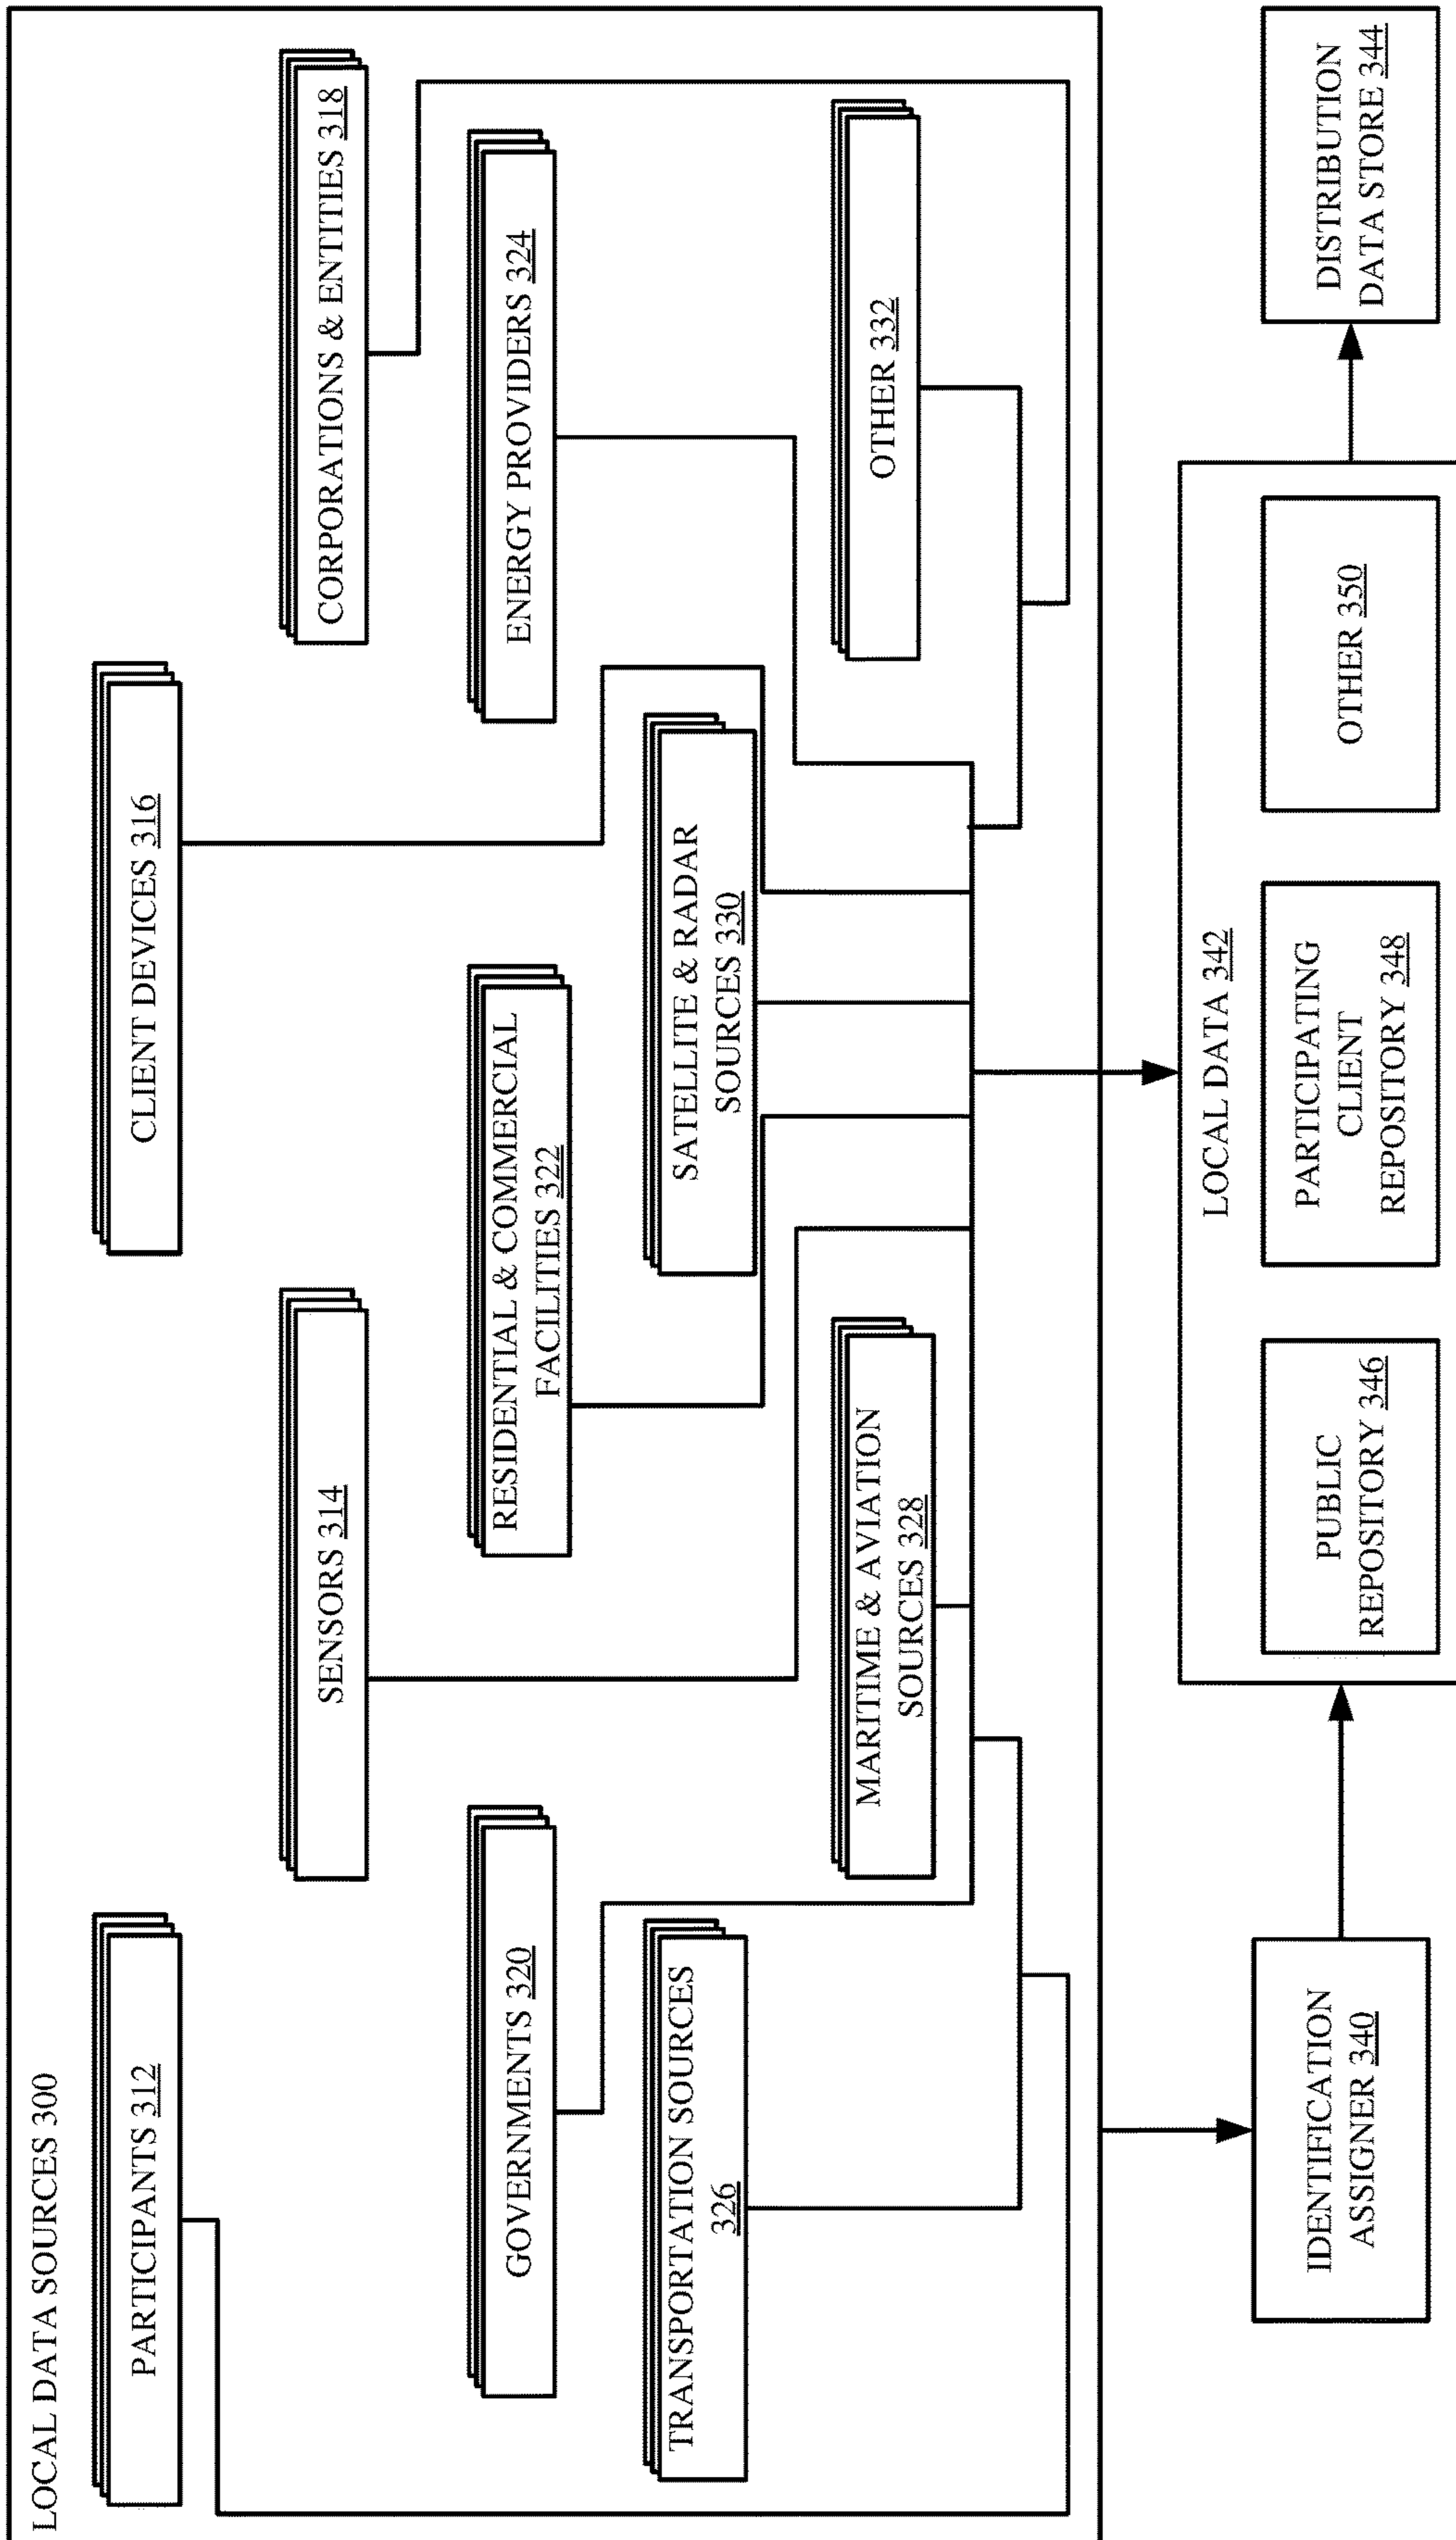 LOCAL DATA SOURCES 300
PARTICIPANTS 312
CLIENT DEVICES 316
SENSORS 314
CORPORATIONS & ENTITIES 318
GOVERNMENTS 320
RESIDENTIAL & COMMERCIAL
FACILITIES 322
ENERGY PROVIDERS 324
TRANSPORTATION SOURCES
326
SATELLITE & RADAR
SOURCES 330
MARITIME & AVIATION
SOURCES 328
OTHER 332
IDENTIFICATION
ASSIGNER 340
LOCAL DATA 342
PUBLIC
REPOSITORY 346
PARTICIPATING
CLIENT
REPOSITORY 348
OTHER 350
DISTRIBUTION
DATA STORE 344